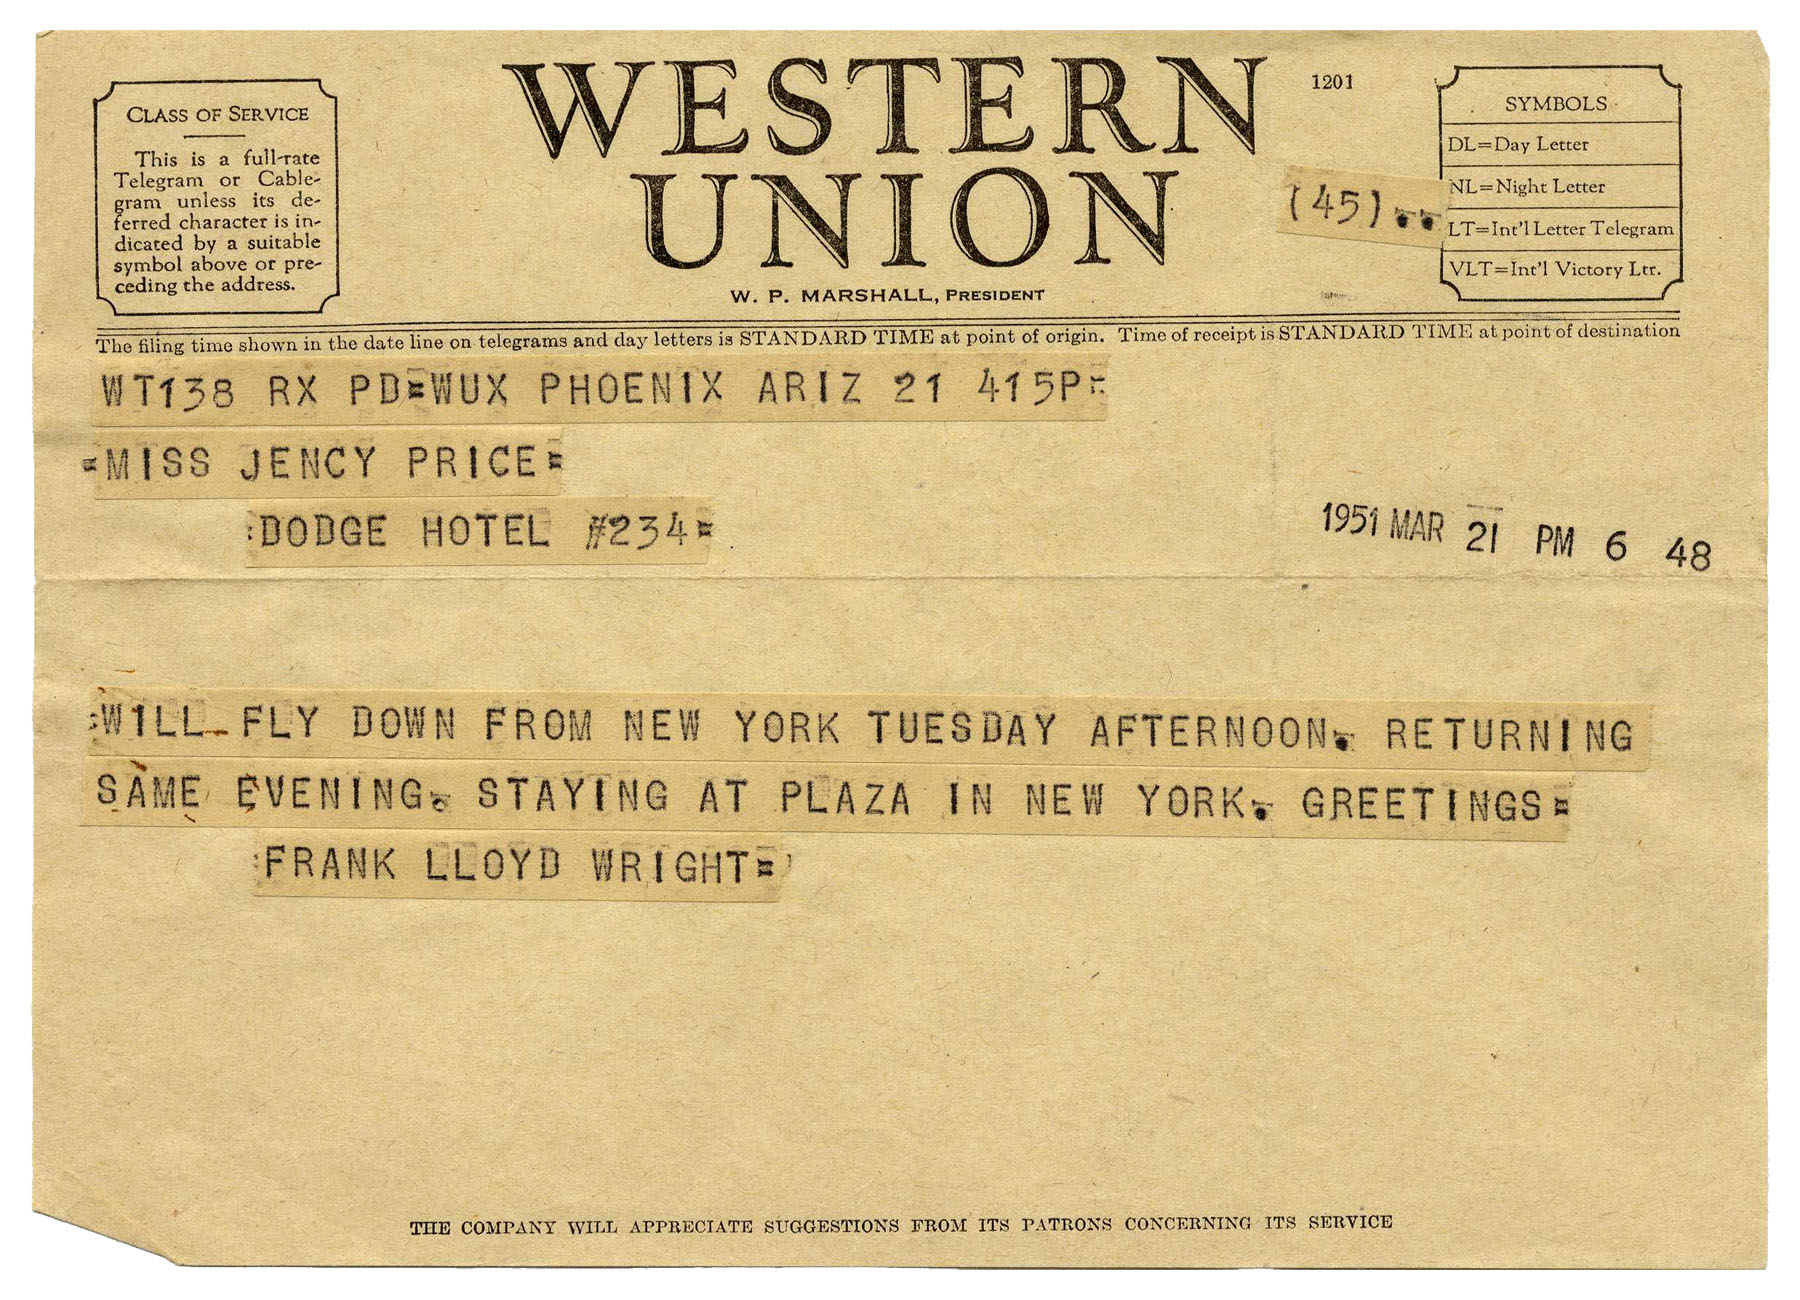 WESTERN
UNION
1201
CLASS OF SERVICE
This is a full-rate
Telegram or Cable-
gram unless its de-
ferred character is in-
dicated by a suitable
symbol above or pre-
ceding the address.
W. P. MARSHALL, PRESIDENT
(45)..
SYMBOLS
DL=Day Letter
NL=Night Letter
LT=Int'l Letter Telegram
VLT=Int'l Victory Ltr.
The filing time shown in the date line on telegrams and day letters is STANDARD TIME at point of origin. Time of receipt is STANDARD TIME at point of destination
WT138 RX PD=WUX PHOENIX ARIZ 21 415P=
=MISS JENCY PRICE=
:DODGE HOTEL #234=
1951 MAR 21 PM 6 48
:W1LL FLY DOWN FROM NEW YORK TUESDAY AFTERNOON. RETURNING
SAME EVENING. STAYING AT PLAZA IN NEW YORK. GREETINGS=
:FRANK LLOYD WRIGHT=
THE COMPANY WILL APPRECIATE SUGGESTIONS FROM ITS PATRONS CONCERNING ITS SERVICE